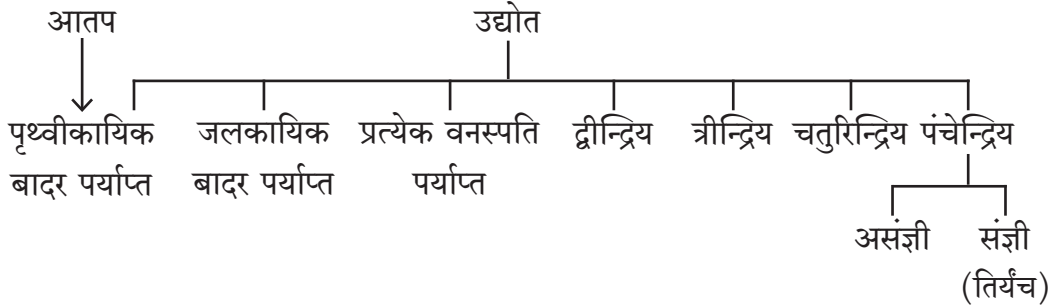 आतप उद्योत
पृथ्वीकायिक जलकायिक प्रत्येक वनस्पति द्वीन्द्रिय त्रीन्द्रिय चतुरिन्द्रिय पंचेन्द्रिय
बादर पर्याप्त बादर पर्याप्त पर्याप्त
असंज्ञी संज्ञी
(तिर्यंच)